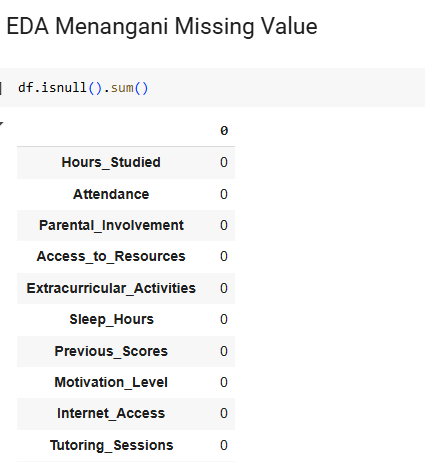 EDA Menangani Missing Value
df.isnull().sum()
0
Hours_Studied 0
Attendance 0
Parental_Involvement 0
Access_to_Resources 0
Extracurricular_Activities 0
Sleep_Hours 0
Previous_Scores 0
Motivation_Level 0
Internet_Access 0
Tutoring_Sessions 0